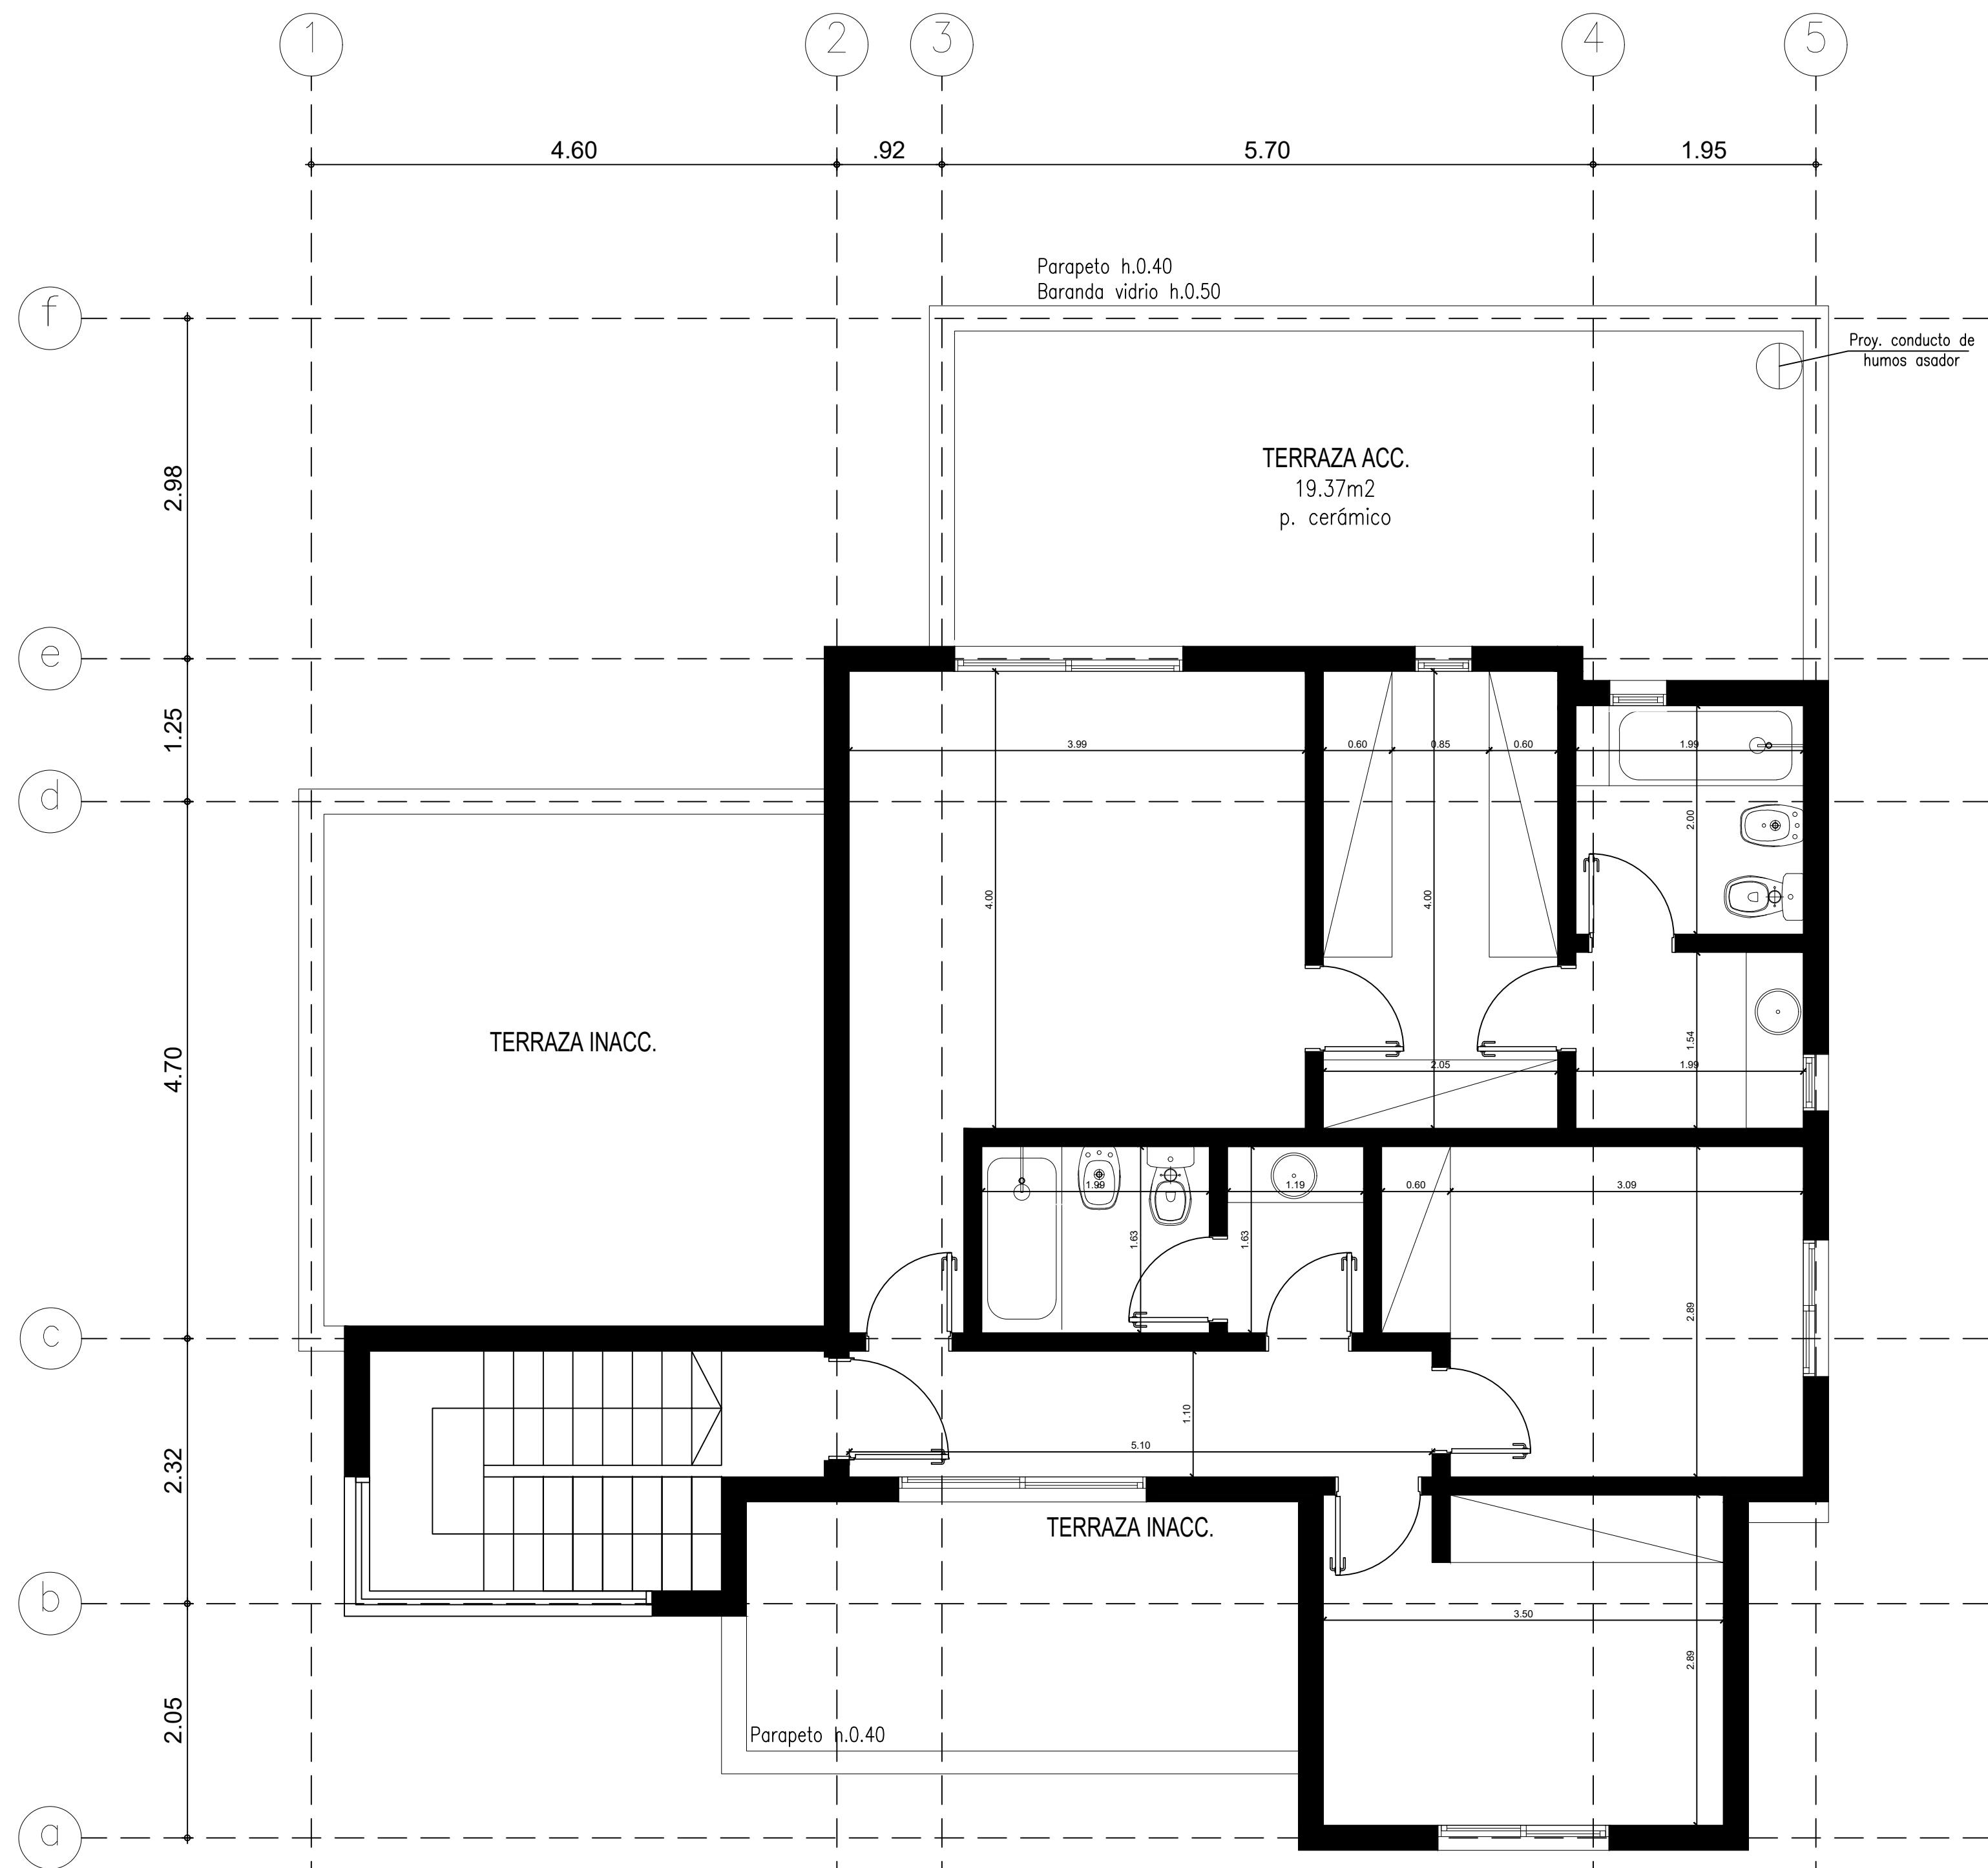 1
2
3
4
5
4.60
.92
5.70
1.95
Parapeto h.0.40
Baranda vidrio h.0.50
f
Proy. conducto de
humos asador
TERRAZA ACC.
19.37m2
p. cerámico
2.98
e
1.25
3.99
0.60
0.85
0.60
1.99
d
2.00
4.00
4.00
TERRAZA INACC.
4.70
1.54
2.05
1.99
1.99
1.19
0.60
3.09
1.63
1.63
2.89
c
1.10
5.10
2.32
TERRAZA INACC.
b
3.50
2.89
2.05
Parapeto h.0.40
a